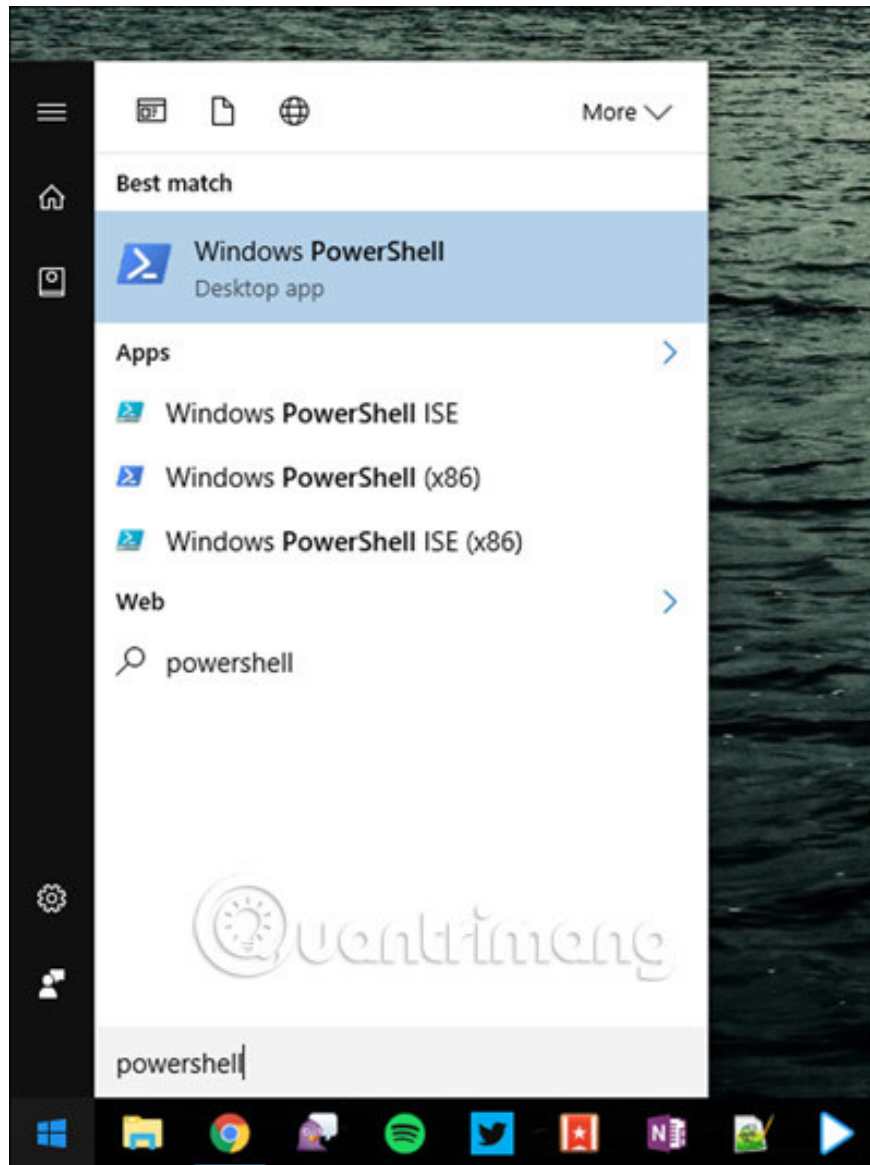 More
Best match
Windows PowerShell
Desktop app
Apps
Windows PowerShell ISE
Windows PowerShell (x86)
Windows PowerShell ISE (x86)
Web
powershell
Quantrimang
powershell